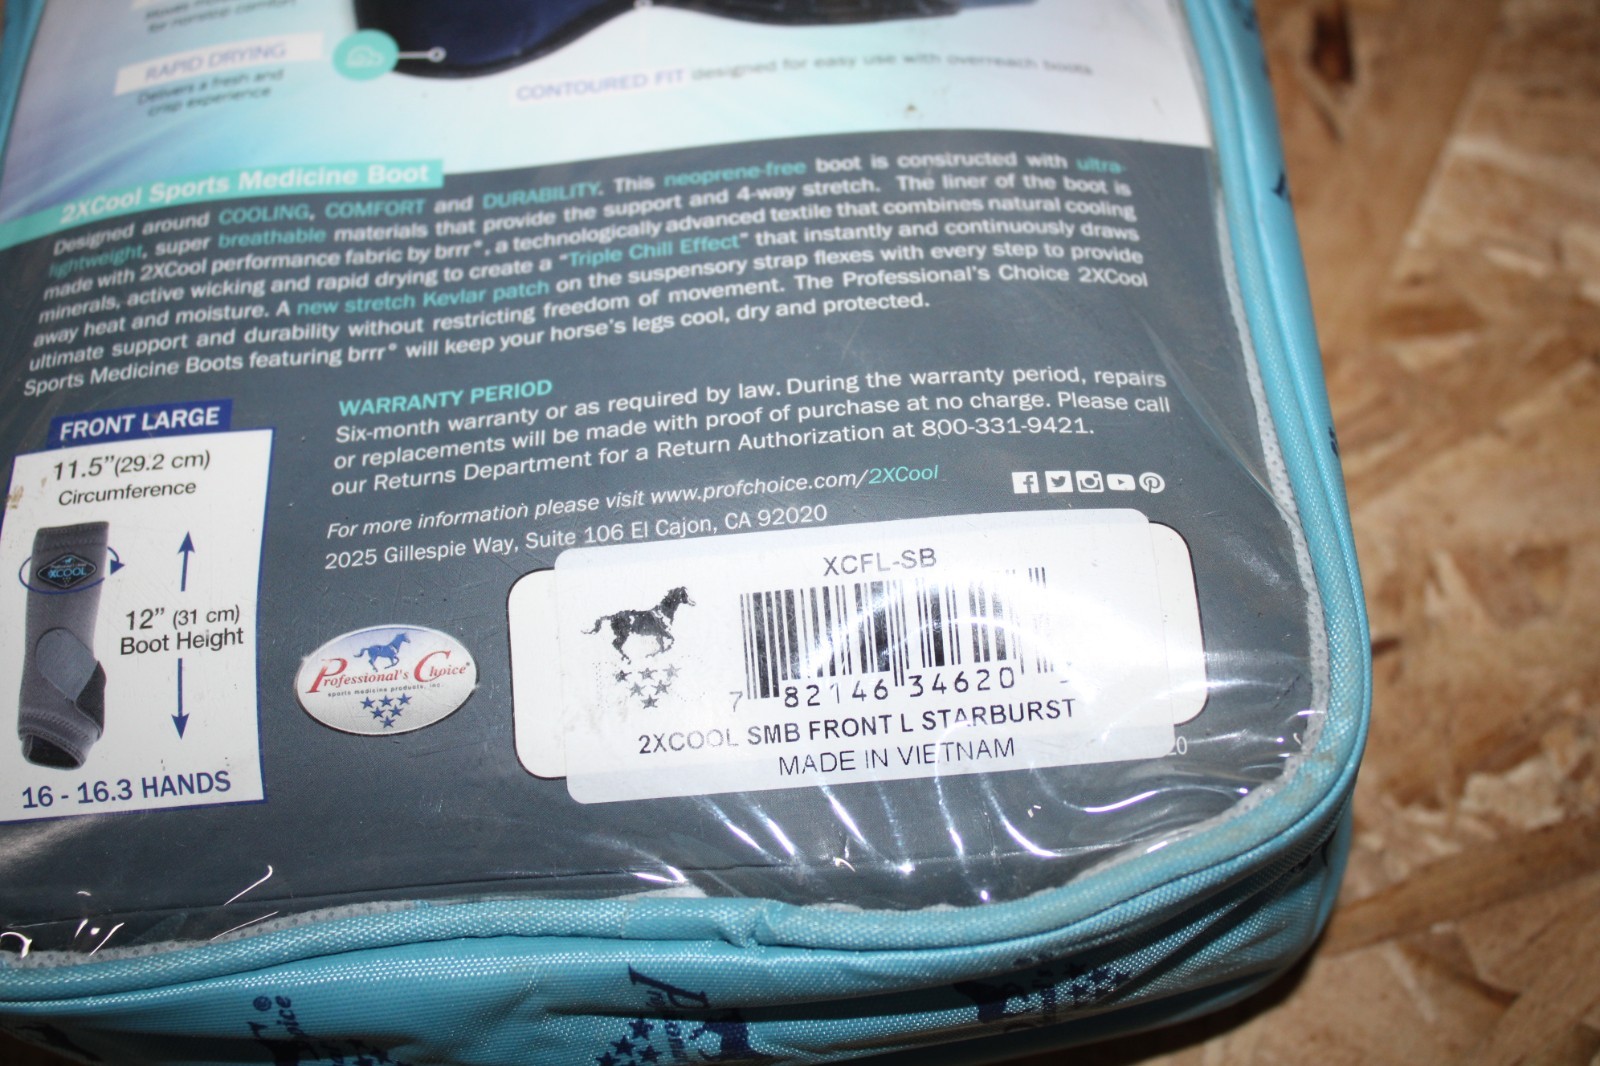 for nonstop comfort
RAPID DRYING
Delivers a fresh and
crisp experience
CONTOURED FIT designed for easy use with overreach boots
2XCool Sports Medicine Boot
Designed around COOLING, COMFORT and DURABILITY. This neoprene-free boot is constructed with ultra-
lightweight, super breathable materials that provide the support and 4-way stretch. The liner of the boot is
made with 2XCool performance fabric by brrr®, a technologically advanced textile that combines natural cooling
minerals, active wicking and rapid drying to create a "Triple Chill Effect" that instantly and continuously draws
away heat and moisture. A new stretch Kevlar patch on the suspensory strap flexes with every step to provide
ultimate support and durability without restricting freedom of movement. The Professional's Choice 2XCool
Sports Medicine Boots featuring brrr® will keep your horse's legs cool, dry and protected.
FRONT LARGE
11.5"(29.2 cm)
Circumference
XCOOL
12" (31 cm)
Boot Height
16 - 16.3 HANDS
WARRANTY PERIOD
Six-month warranty or as required by law. During the warranty period, repairs
or replacements will be made with proof of purchase at no charge. Please call
our Returns Department for a Return Authorization at 800-331-9421.
For more information please visit www.profchoice.com/2XCool
2025 Gillespie Way, Suite 106 El Cajon, CA 92020
Professional's Choice®
sports medicine products, inc.
XCFL-SB
7 82146 34620
2XCOOL SMB FRONT L STARBURST
MADE IN VIETNAM
20